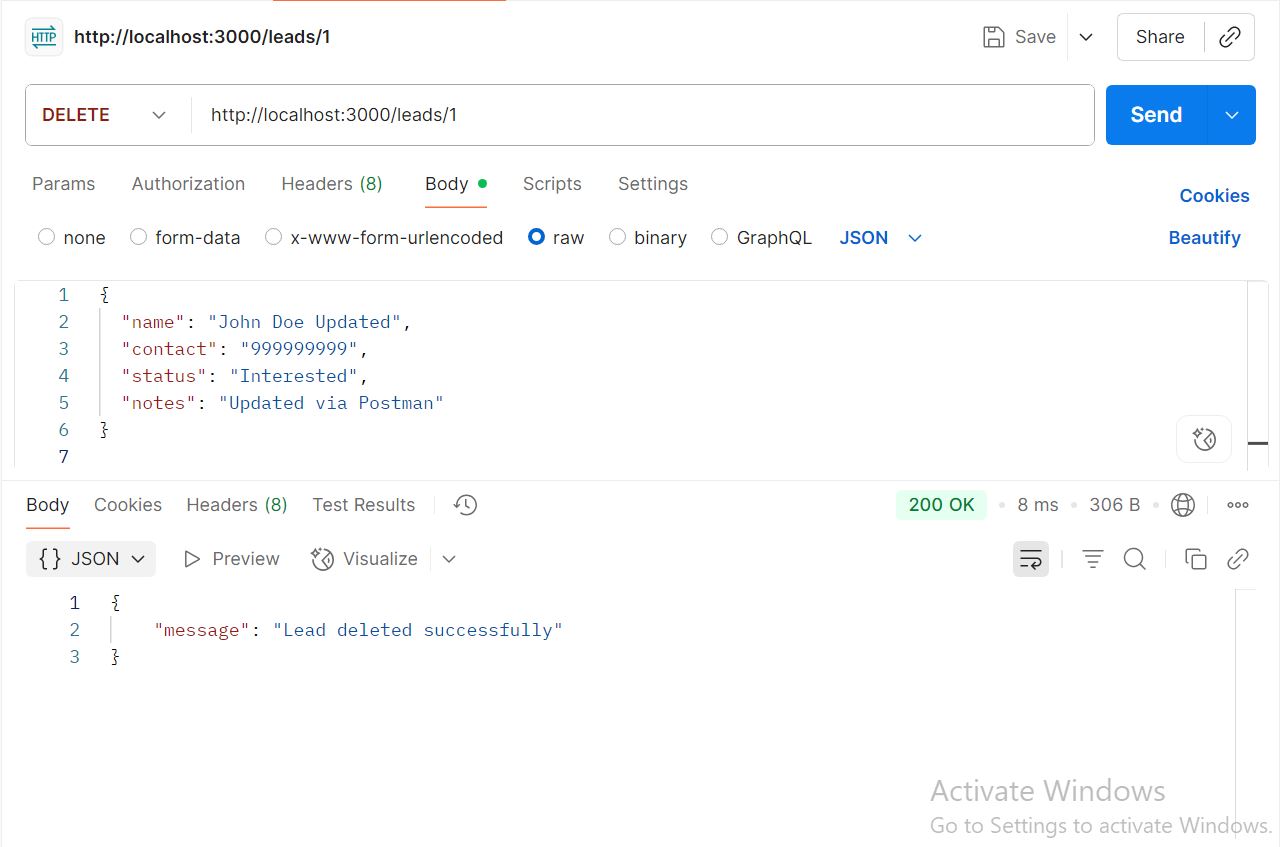 HTTP http://localhost:3000/leads/1 Save Share
DELETE http://localhost:3000/leads/1 Send
Params Authorization Headers (8) Body Scripts Settings Cookies
none form-data x-www-form-urlencoded raw binary GraphQL JSON Beautify
1 {
2 "name": "John Doe Updated",
3 "contact": "999999999",
4 "status": "Interested",
5 "notes": "Updated via Postman"
6 }
7
Body Cookies Headers (8) Test Results 200 OK 8 ms 306 B
{} JSON Preview Visualize
1 {
2 "message": "Lead deleted successfully"
3 }
Activate Windows
Go to Settings to activate Windows.